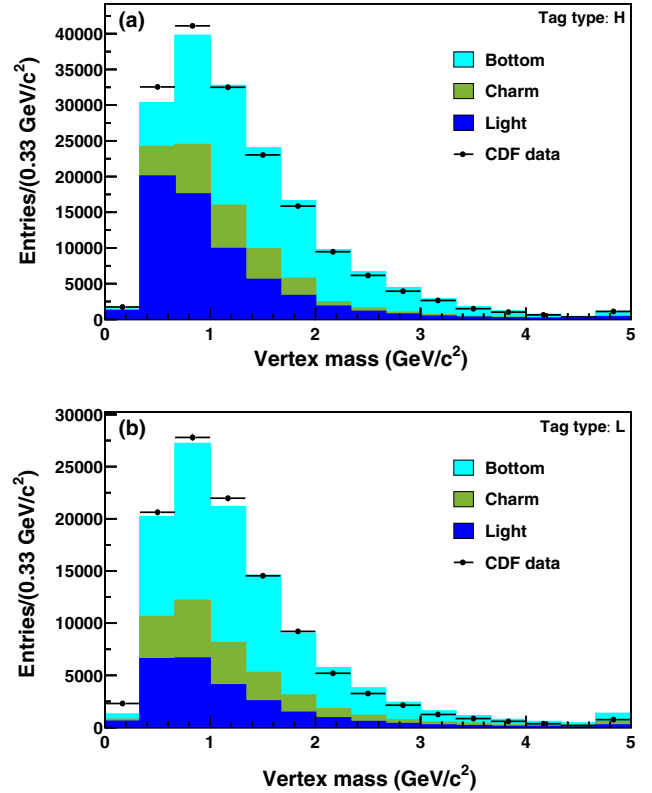 (a)
Tag type: H
Entries/(0.33 GeV/c²)
40000
35000
30000
25000
20000
15000
10000
5000
0
Bottom
Charm
Light
CDF data
0 1 2 3 4 5
Vertex mass (GeV/c²)
(b)
Tag type: L
Entries/(0.33 GeV/c²)
30000
25000
20000
15000
10000
5000
0
Bottom
Charm
Light
CDF data
0 1 2 3 4 5
Vertex mass (GeV/c²)